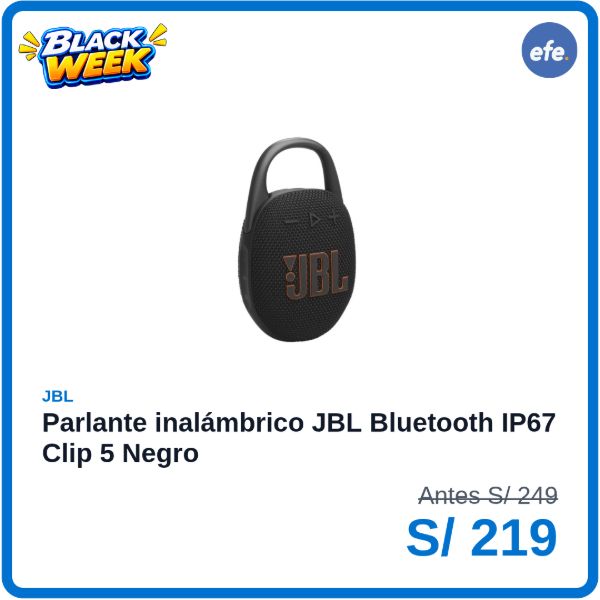 BLACK
WEEK
efe.
JBL
JBL
Parlante inalámbrico JBL Bluetooth IP67
Clip 5 Negro
Antes S/ 249
S/ 219